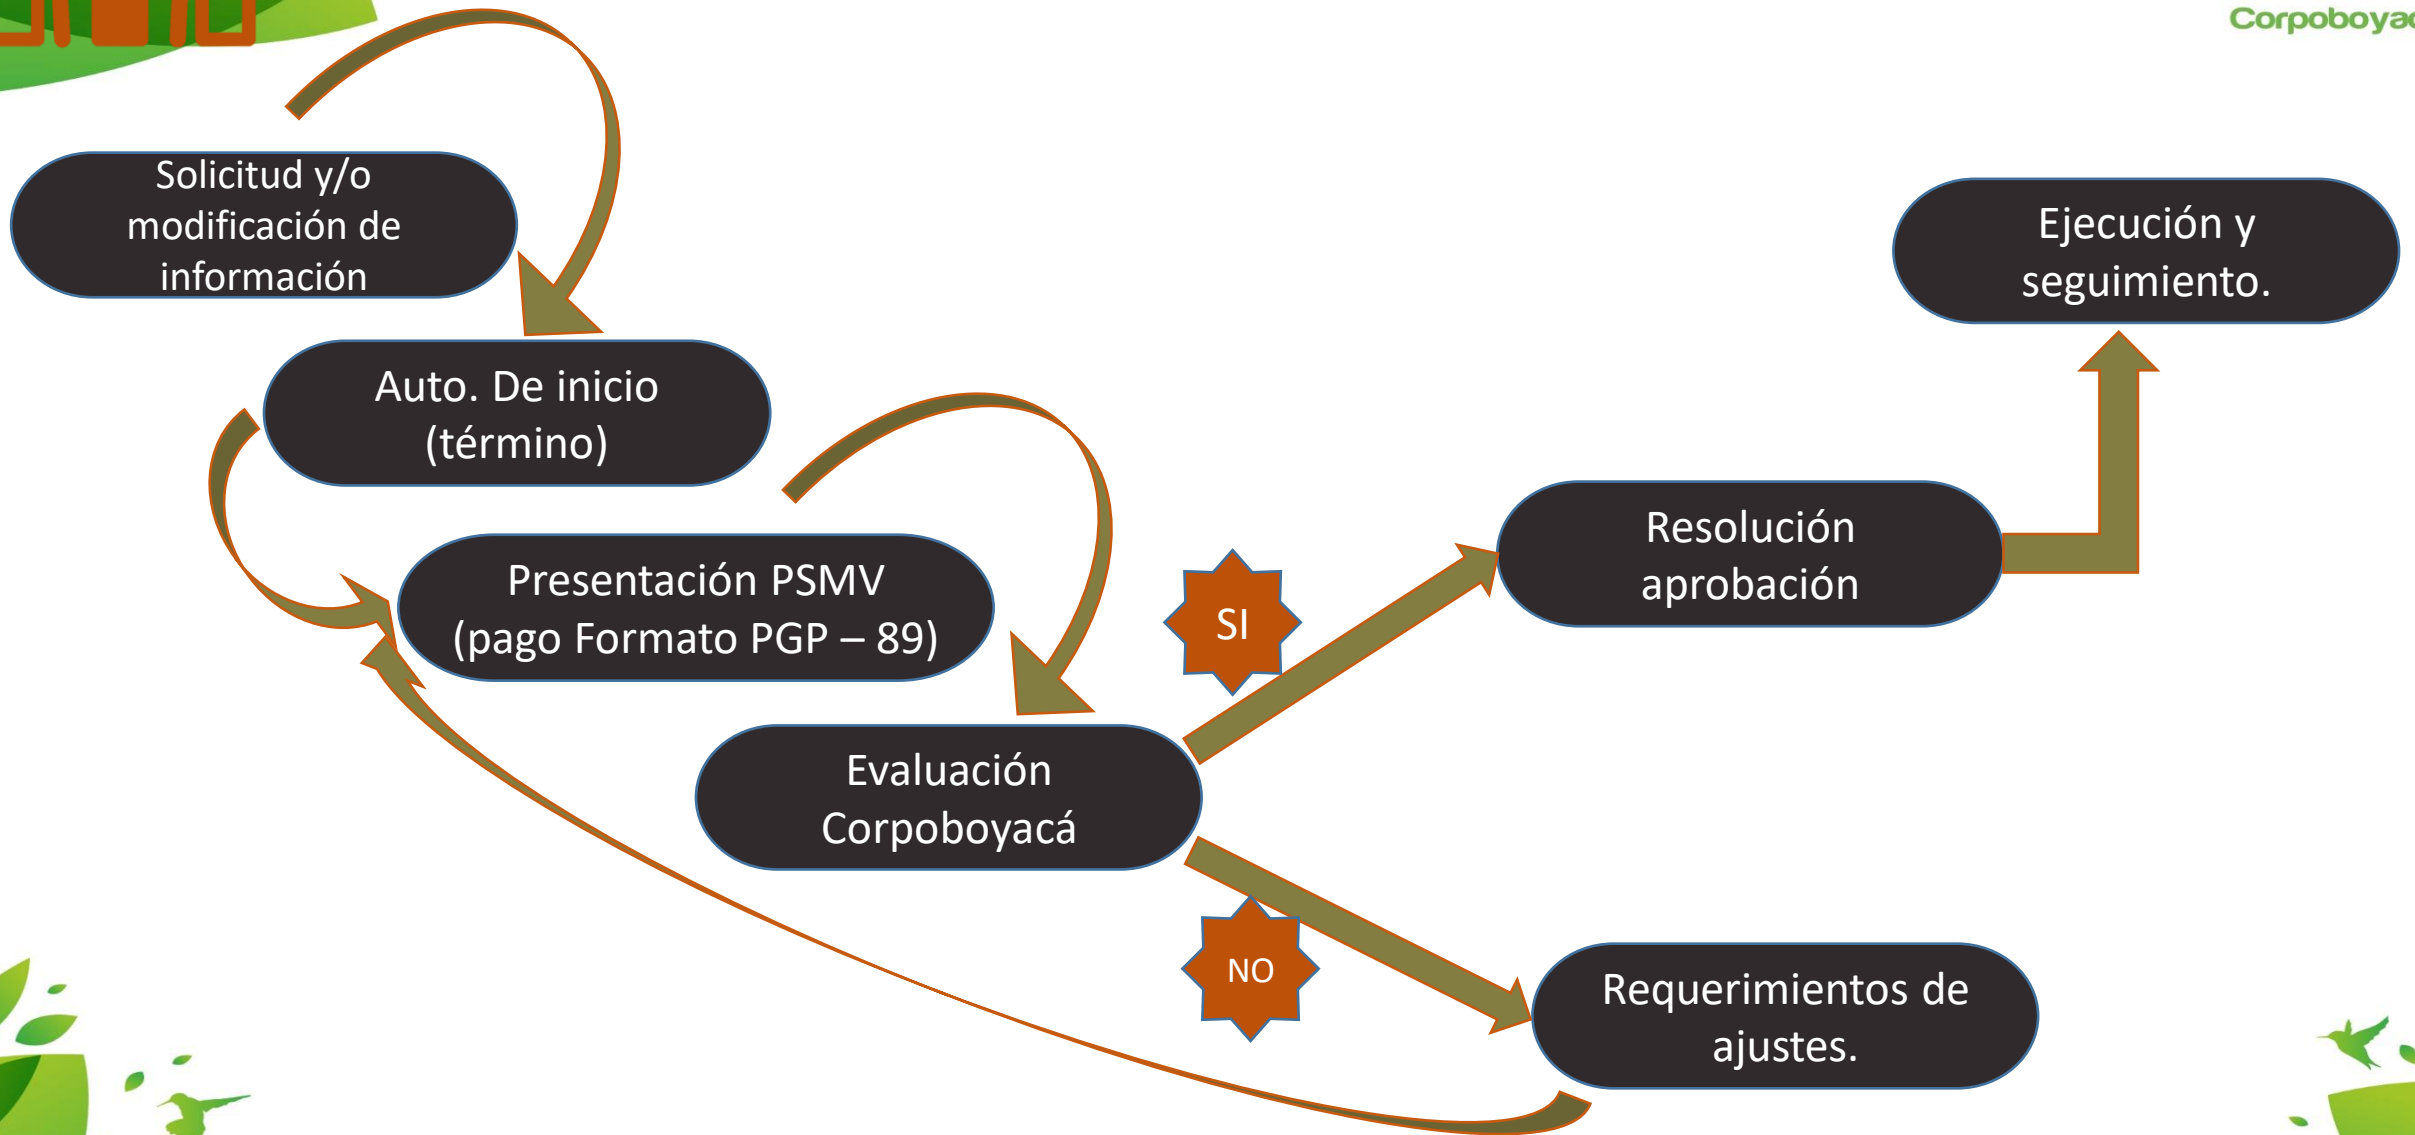 Solicitud y/o
modificación de
información
Auto. De inicio
(término)
Presentación PSMV
(pago Formato PGP – 89)
Evaluación
Corpoboyacá
SI
NO
Resolución
aprobación
Ejecución y
seguimiento.
Requerimientos de
ajustes.